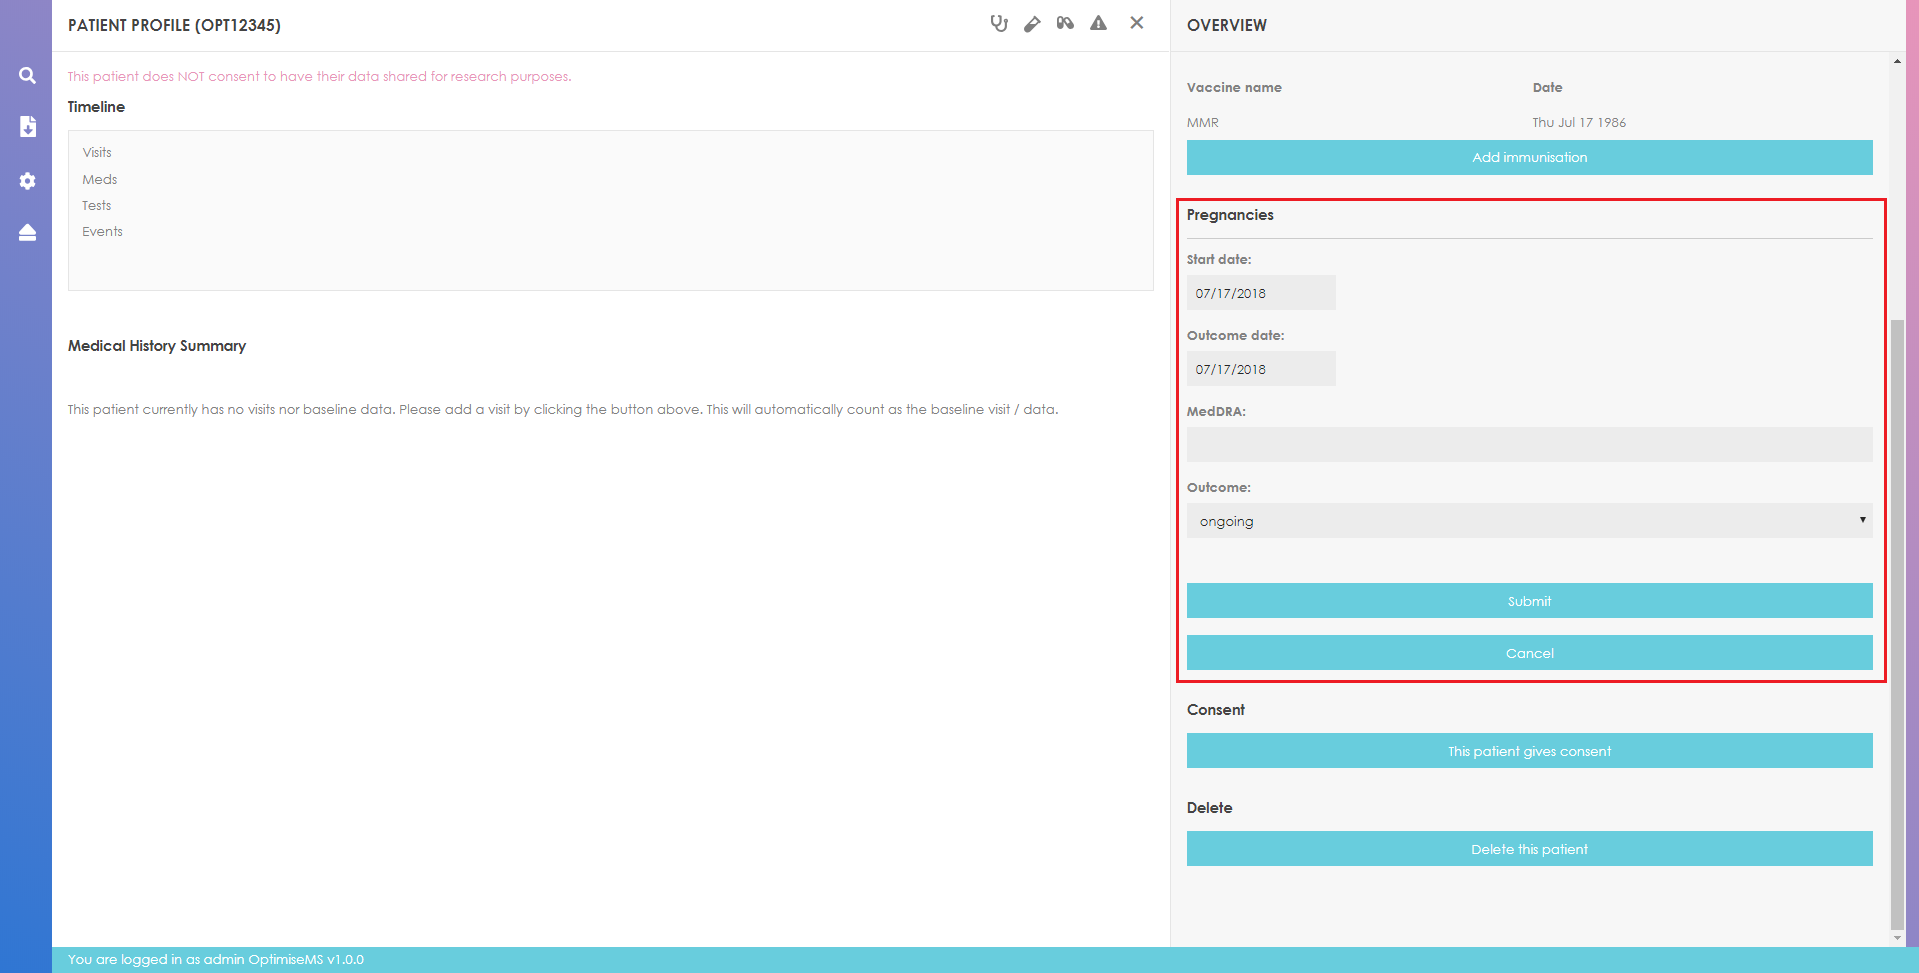 PATIENT PROFILE (OPT12345)
This patient does NOT consent to have their data shared for research purposes.
Timeline
Visits
Meds
Tests
Events
Medical History Summary
This patient currently has no visits nor baseline data. Please add a visit by clicking the button above. This will automatically count as the baseline visit / data.
OVERVIEW
Vaccine name Date
MMR Thu Jul 17 1986
Add immunisation
Pregnancies
Start date:
07/17/2018
Outcome date:
07/17/2018
MedDRA:
Outcome:
ongoing
Submit
Cancel
Consent
This patient gives consent
Delete
Delete this patient
You are logged in as admin OptimiseMS v1.0.0